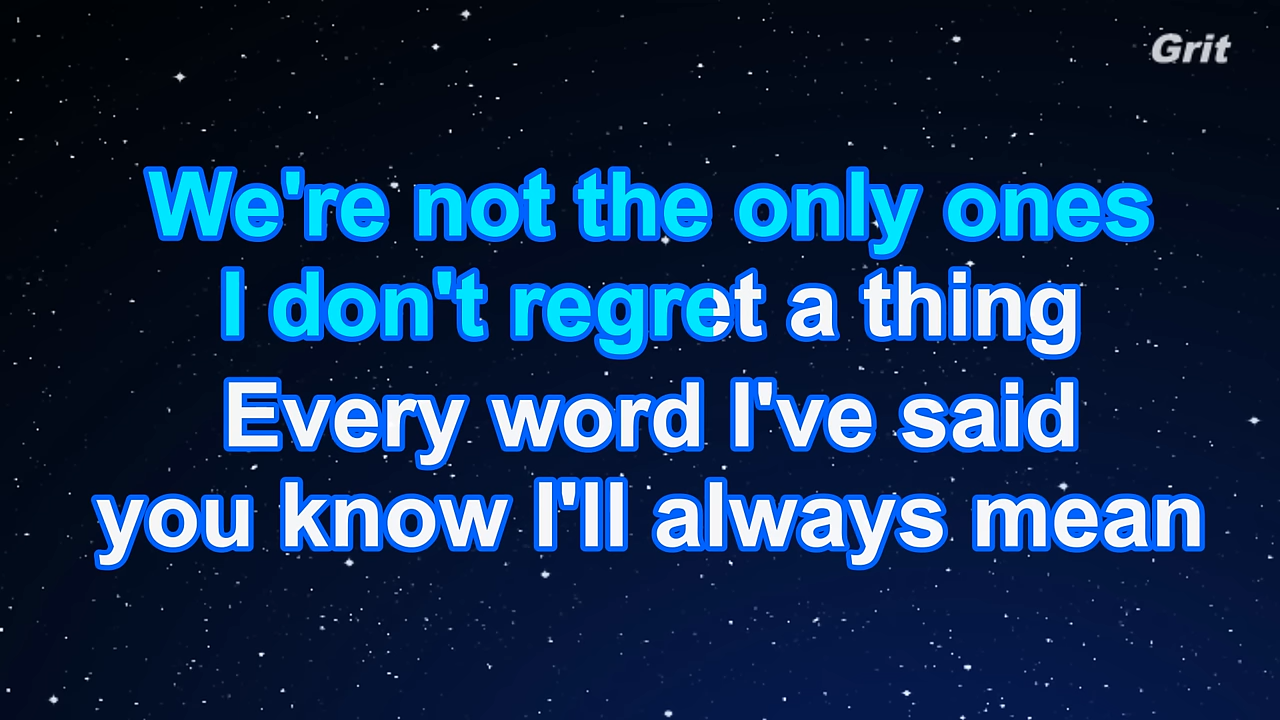 Grit
We're not the only ones
I don't regret a thing
Every word I've said
you know I'll always mean